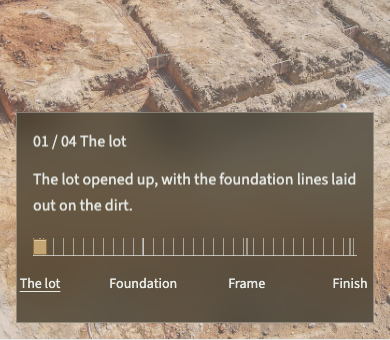 01 / 04 The lot
The lot opened up, with the foundation lines laid
out on the dirt.
The lot Foundation Frame Finish